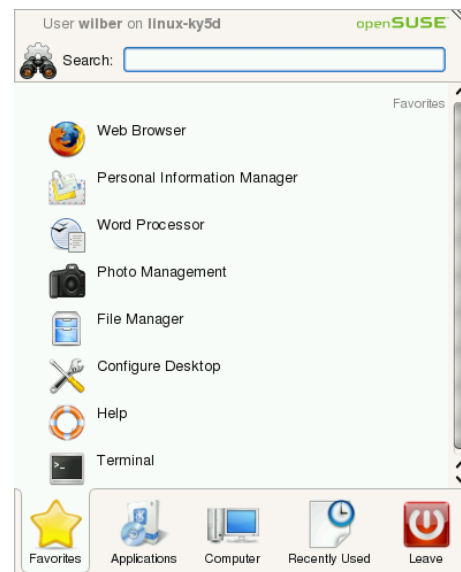 User wilber on linux-ky5d openSUSE
Search:
Favorites
Web Browser
Personal Information Manager
Word Processor
Photo Management
File Manager
Configure Desktop
Help
Terminal
Favorites Applications Computer Recently Used Leave